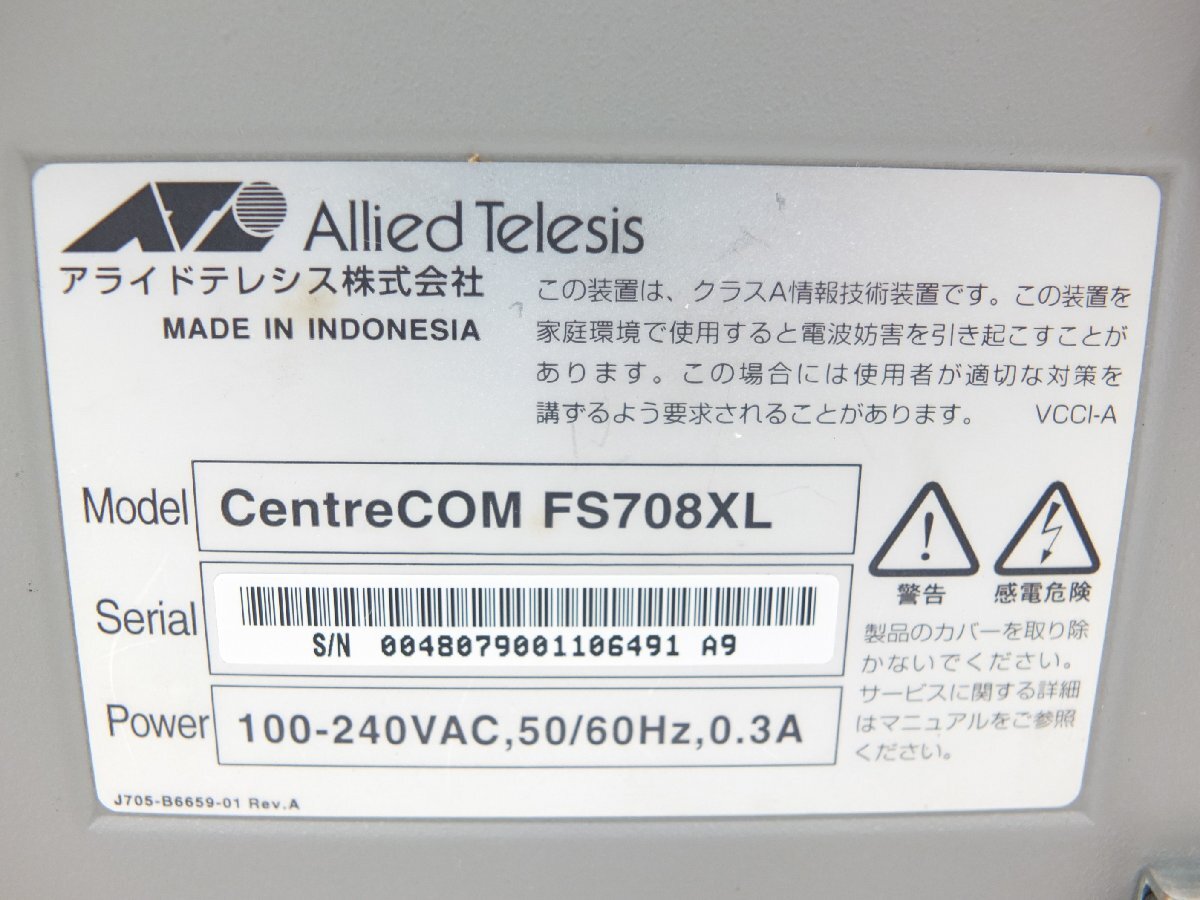 Allied Telesis
アライドテレシス株式会社
MADE IN INDONESIA
この装置は、クラスA情報技術装置です。この装置を
家庭環境で使用すると電波妨害を引き起こすことが
あります。この場合には使用者が適切な対策を
講ずるよう要求されることがあります。 VCCI-A
Model CentreCOM FS708XL
Serial
S/N 0048079001106491 A9
Power 100-240VAC,50/60Hz,0.3A
J705-B6659-01 Rev.A
警告 感電危険
製品のカバーを取り除
かないでください。
サービスに関する詳細
はマニュアルをご参照
ください。